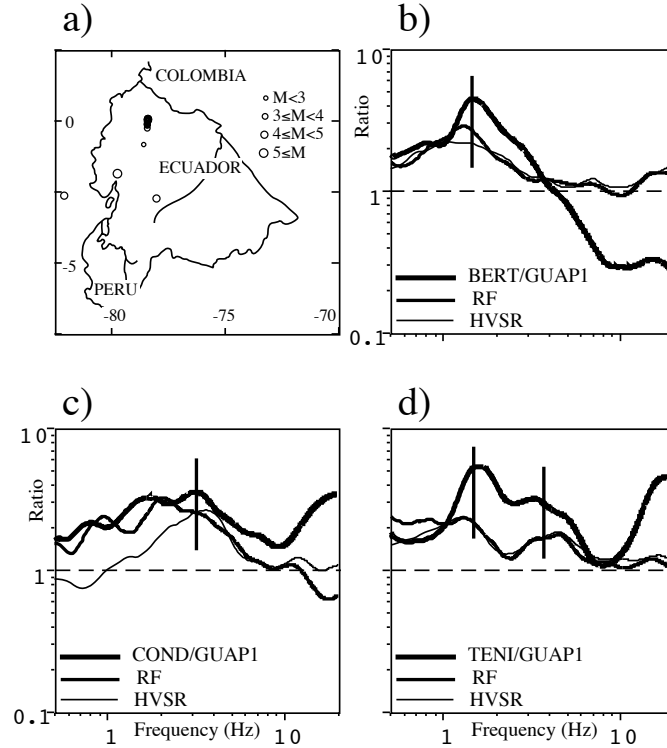 a)
COLOMBIA
M<3
3≤M<4
4≤M<5
5≤M
0
ECUADOR
-5
PERU
-80
-75
-70
b)
10
Ratio
1
BERT/GUAP1
RF
HVSR
0.1
c)
10
Ratio
1
COND/GUAP1
RF
HVSR
0.1
1
Frequency (Hz)
10
d)
TENI/GUAP1
RF
HVSR
1
Frequency (Hz)
10